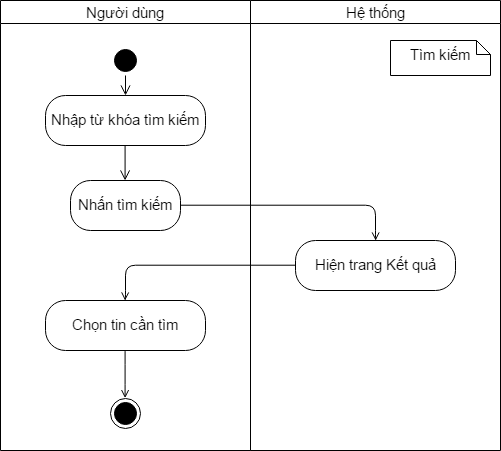 Người dùng
Hệ thống
Tìm kiếm
Nhập từ khóa tìm kiếm
Nhấn tìm kiếm
Hiện trang Kết quả
Chọn tin cần tìm